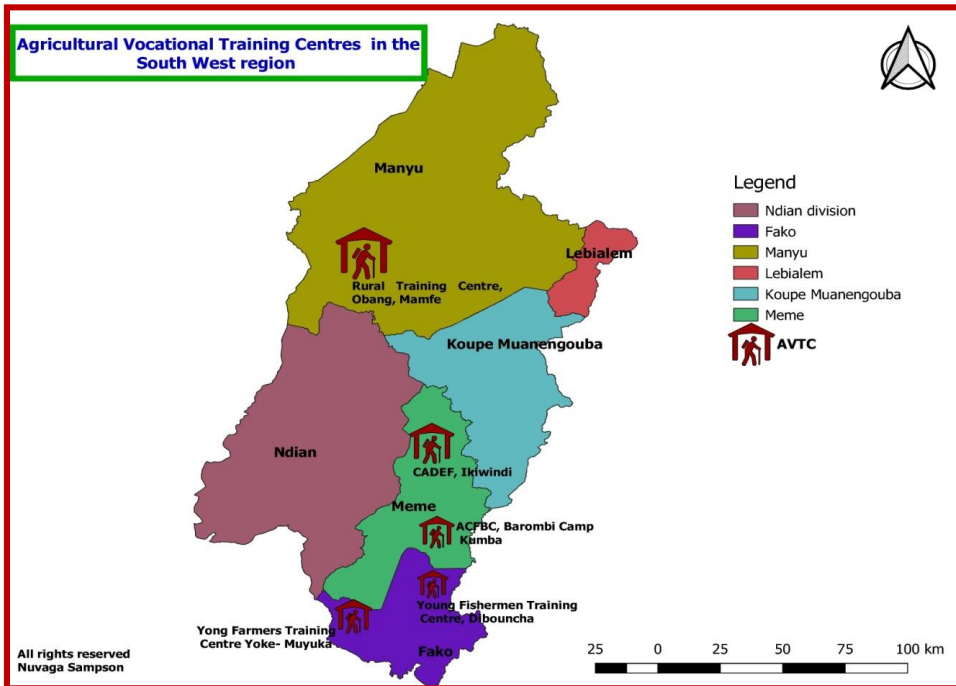 Agricultural Vocational Training Centres in the
South West region
Manyu
Legend
Ndian division
Fako
Manyu
Lebialem
Koupe Muanengouba
Meme
AVTC
Lebialem
Rural Training Centre,
Obang, Mamfe
Koupe Muanengouba
Ndian
CADEF, Ikiwindi
Meme
ACFBC, Barombi Camp
Kumba
Young Fishermen Training
Centre, Dibouncha
Yong Farmers Training
Centre Yoke- Muyuka
Fako
All rights reserved
Nuvaga Sampson
25 0 25 50 75 100 km